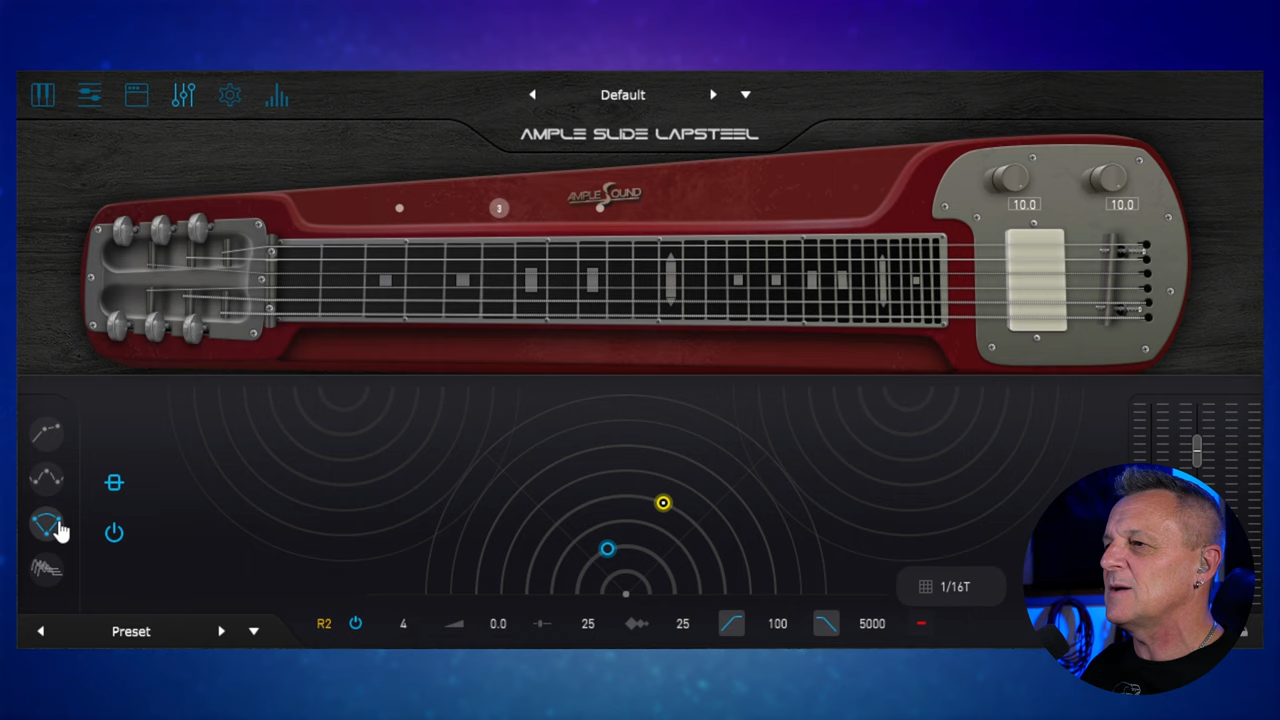 Default
AMPLE SLIDE LAPSTEEL
AMPLE SOUND
3
10.0
10.0
1/16T
Preset
R2
4
0.0
25
25
100
5000